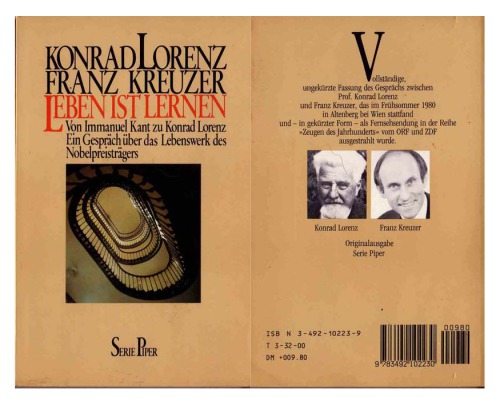 KONRAD LORENZ
FRANZ KREUZER
LEBEN IST LERNEN
Von Immanuel Kant zu Konrad Lorenz
Ein Gespräch über das Lebenswerk des
Nobelpreisträgers
SERIE PIPER
Vollständige,
ungekürzte Fassung des Gesprächs zwischen
Prof. Konrad Lorenz
und Franz Kreuzer, das im Frühsommer 1980
in Altenberg bei Wien stattfand
und – in gekürzter Form – als Fernsehsendung in der Reihe
»Zeugen des Jahrhunderts« vom ORF und ZDF
ausgestrahlt wurde.
Konrad Lorenz
Franz Kreuzer
Originalausgabe
Serie Piper
ISB N 3-492-10223-9
T 3-32-00
DM +009.80
00980
9 783492 102230